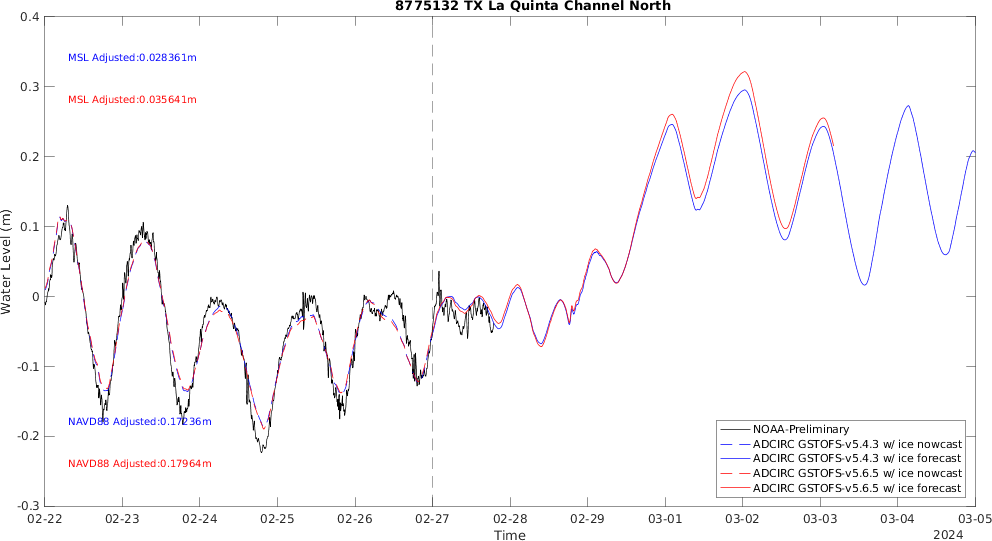 8775132 TX La Quinta Channel North
0.4
0.3
0.2
0.1
0
-0.1
-0.2
-0.3
Water Level (m)
MSL Adjusted:0.028361m
MSL Adjusted:0.035641m
NAVD88 Adjusted:0.17236m
NAVD88 Adjusted:0.17964m
NOAA-Preliminary
ADCIRC GSTOFS-v5.4.3 w/ ice nowcast
ADCIRC GSTOFS-v5.4.3 w/ ice forecast
ADCIRC GSTOFS-v5.6.5 w/ ice nowcast
ADCIRC GSTOFS-v5.6.5 w/ ice forecast
02-22 02-23 02-24 02-25 02-26 02-27 02-28 02-29 03-01 03-02 03-03 03-04 03-05
Time
2024